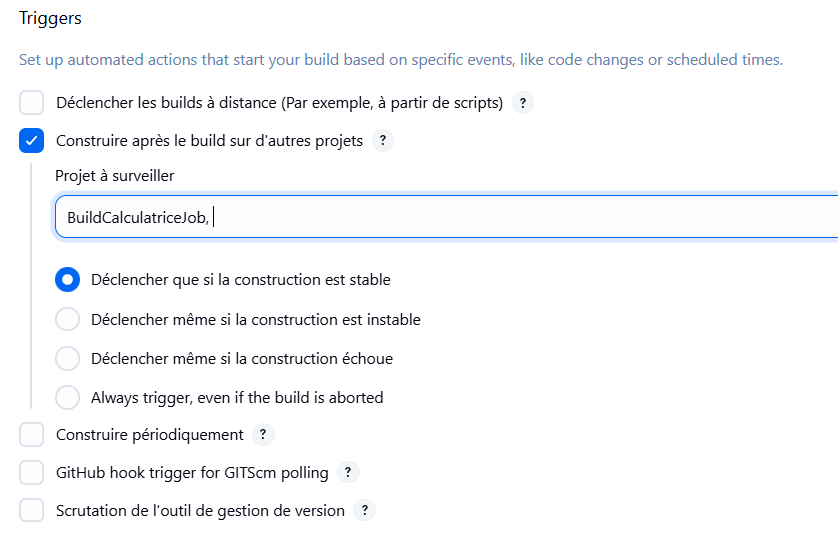 Triggers
Set up automated actions that start your build based on specific events, like code changes or scheduled times.
Déclencher les builds à distance (Par exemple, à partir de scripts) ?
Construire après le build sur d'autres projets ?
Projet à surveiller
BuildCalculatriceJob,
Déclencher que si la construction est stable
Déclencher même si la construction est instable
Déclencher même si la construction échoue
Always trigger, even if the build is aborted
Construire périodiquement ?
GitHub hook trigger for GITScm polling ?
Scrutation de l'outil de gestion de version ?